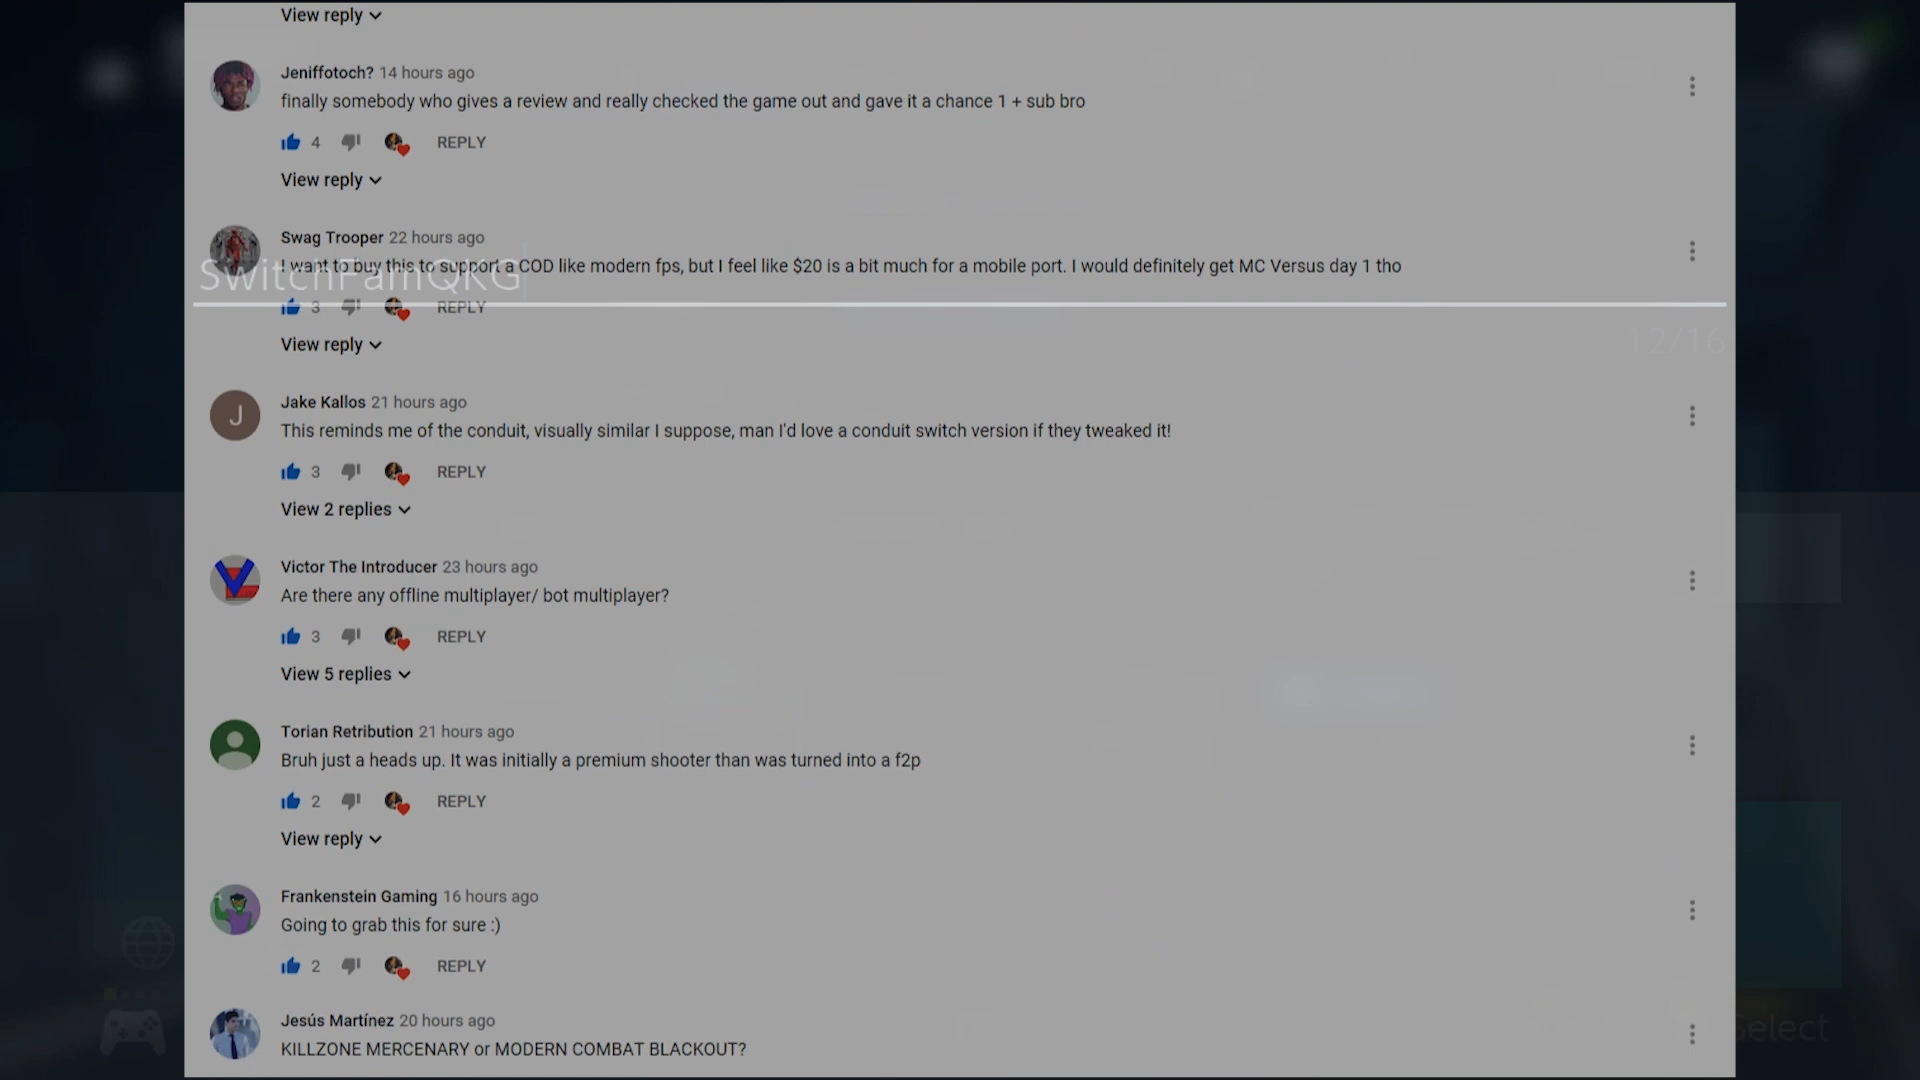 View reply
Jeniffotoch? 14 hours ago
finally somebody who gives a review and really checked the game out and gave it a chance 1 + sub bro
4 REPLY
View reply
Swag Trooper 22 hours ago
I want to buy this to support a COD like modern fps, but I feel like $20 is a bit much for a mobile port. I would definitely get MC Versus day 1 tho
SwitchFamQKG
3 REPLY
12/16
View reply
Jake Kallos 21 hours ago
This reminds me of the conduit, visually similar I suppose, man I'd love a conduit switch version if they tweaked it!
3 REPLY
View 2 replies
Victor The Introducer 23 hours ago
Are there any offline multiplayer/ bot multiplayer?
3 REPLY
View 5 replies
Torian Retribution 21 hours ago
Bruh just a heads up. It was initially a premium shooter than was turned into a f2p
2 REPLY
View reply
Frankenstein Gaming 16 hours ago
Going to grab this for sure :)
2 REPLY
Jesús Martínez 20 hours ago
Select
KILLZONE MERCENARY or MODERN COMBAT BLACKOUT?